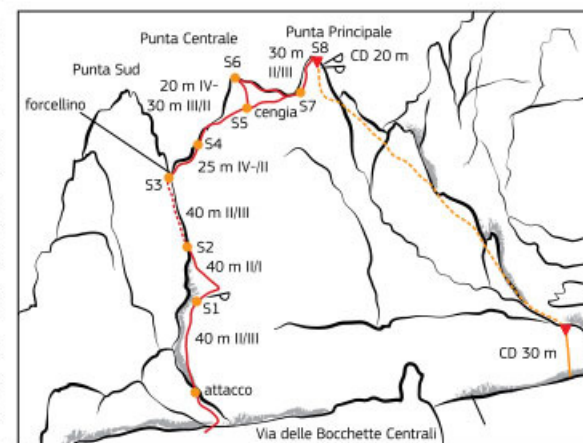 Punta Principale
Punta Centrale
S8
30 m
II/III
CD 20 m
Punta Sud
S6
20 m IV-
30 m III/II
S7
forcellino
S5
cengia
S4
25 m IV-/II
S3
40 m II/III
S2
40 m II/I
S1
40 m II/III
CD 30 m
attacco
Via delle Bocchette Centrali